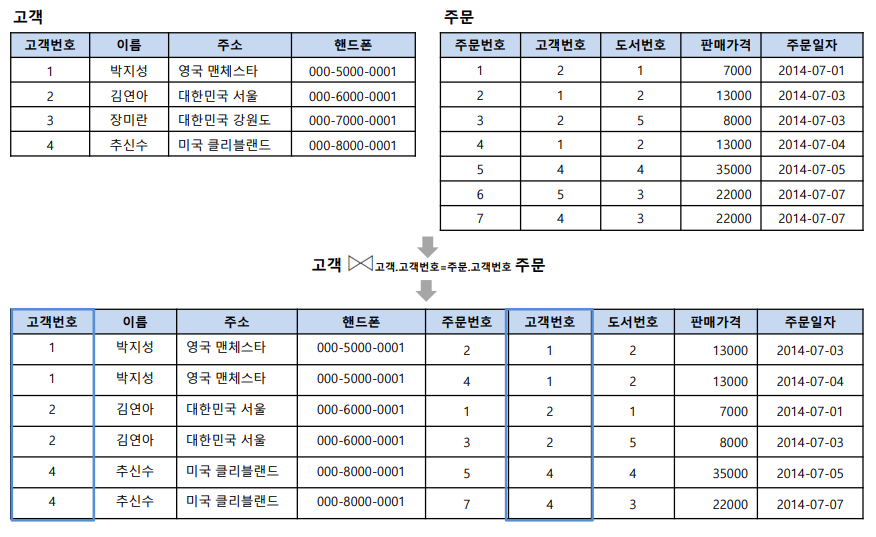 고객
고객번호 이름 주소 핸드폰
1 박지성 영국 맨체스타 000-5000-0001
2 김연아 대한민국 서울 000-6000-0001
3 장미란 대한민국 강원도 000-7000-0001
4 추신수 미국 클리블랜드 000-8000-0001
주문
주문번호 고객번호 도서번호 판매가격 주문일자
1 2 1 7000 2014-07-01
2 1 2 13000 2014-07-03
3 2 5 8000 2014-07-03
4 1 2 13000 2014-07-04
5 4 4 35000 2014-07-05
6 5 3 22000 2014-07-07
7 4 3 22000 2014-07-07
고객 ⋈ 고객.고객번호=주문.고객번호 주문
고객번호 이름 주소 핸드폰 주문번호 고객번호 도서번호 판매가격 주문일자
1 박지성 영국 맨체스타 000-5000-0001 2 1 2 13000 2014-07-03
1 박지성 영국 맨체스타 000-5000-0001 4 1 2 13000 2014-07-04
2 김연아 대한민국 서울 000-6000-0001 1 2 1 7000 2014-07-01
2 김연아 대한민국 서울 000-6000-0001 3 2 5 8000 2014-07-03
4 추신수 미국 클리블랜드 000-8000-0001 5 4 4 35000 2014-07-05
4 추신수 미국 클리블랜드 000-8000-0001 7 4 3 22000 2014-07-07